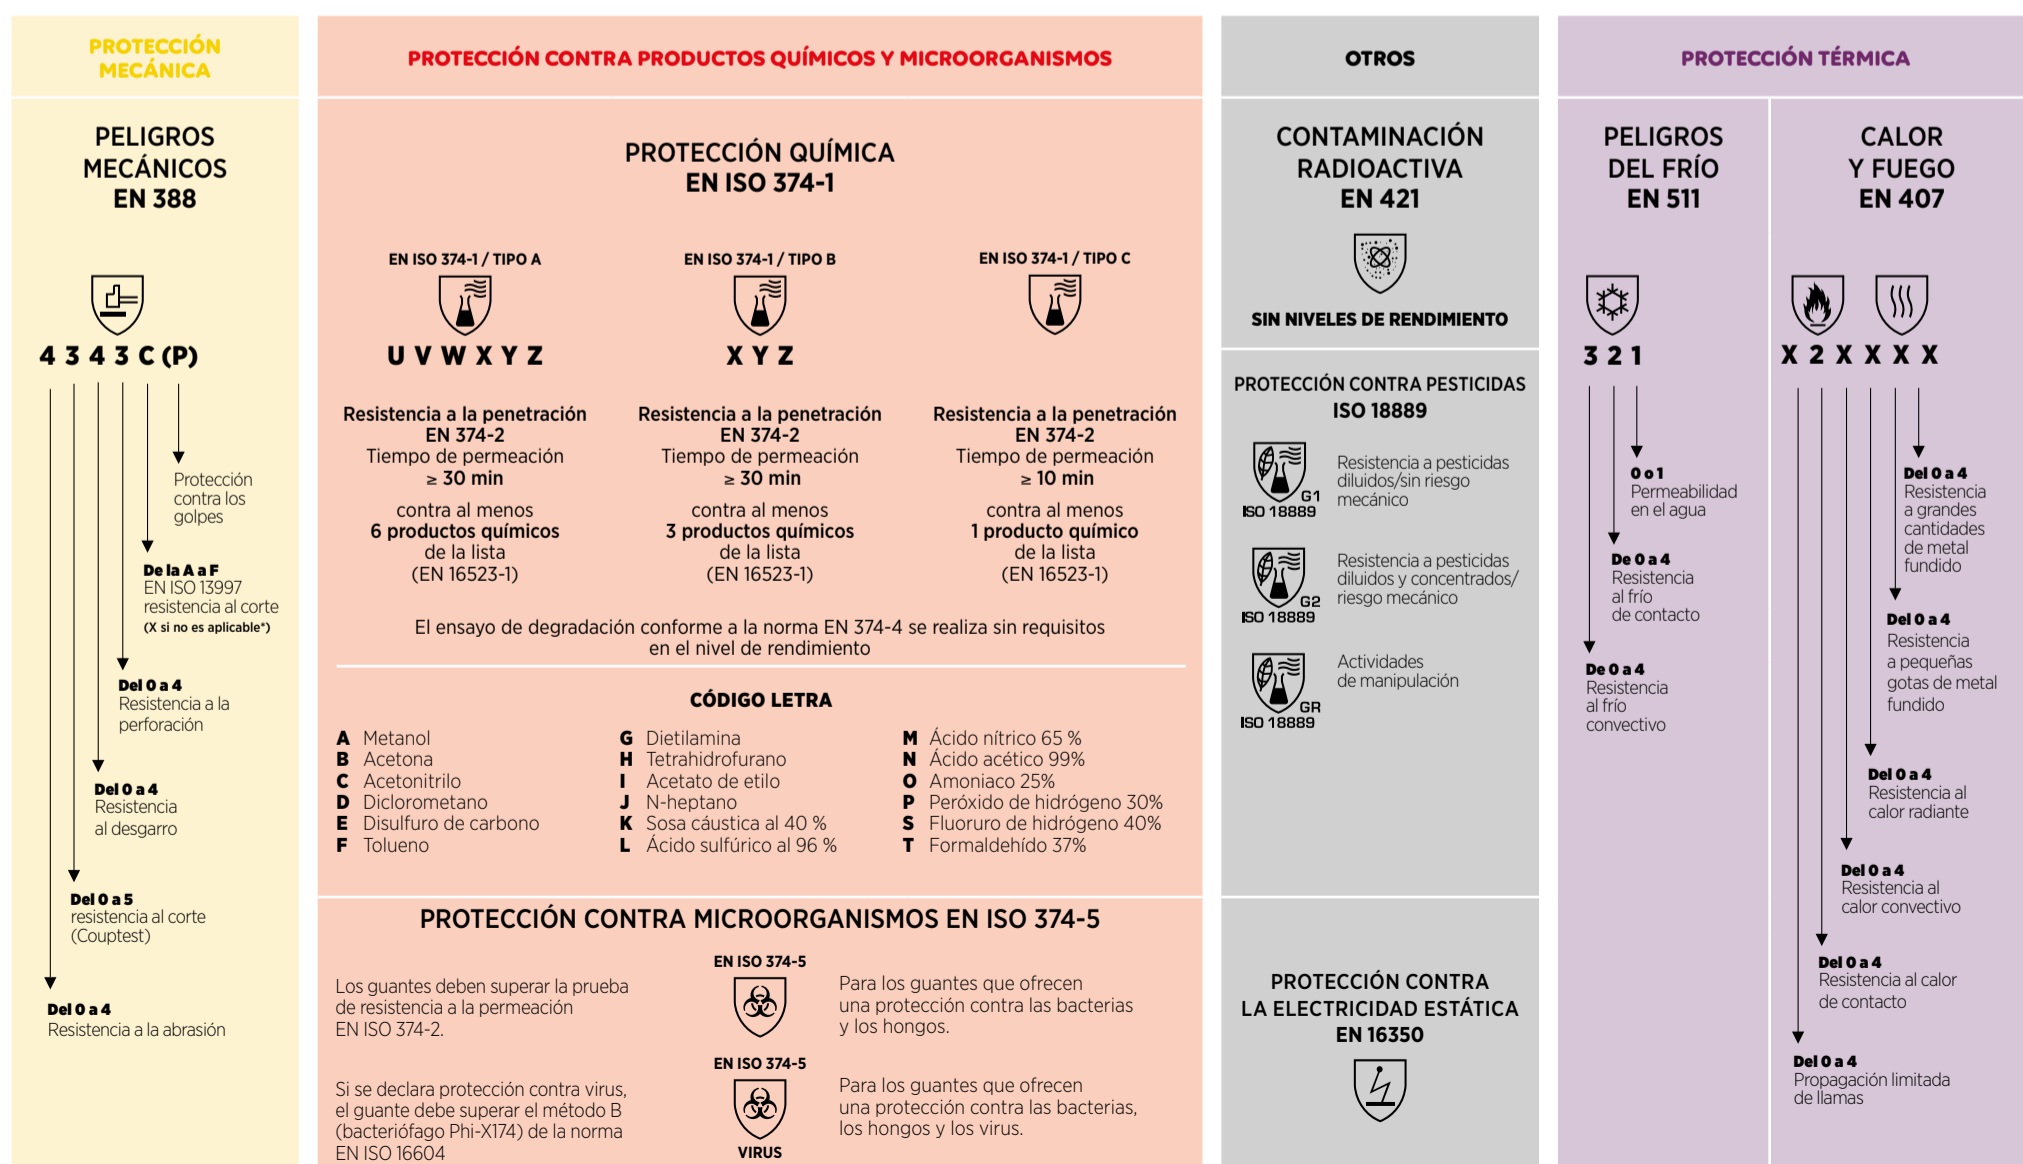 PROTECCIÓN
MECÁNICA
PELIGROS
MECÁNICOS
EN 388
4 3 4 3 C (P)
Protección
contra los
golpes
De la A a F
EN ISO 13997
resistencia al corte
(X si no es aplicable*)
Del 0 a 4
Resistencia a la
perforación
Del 0 a 4
Resistencia
al desgarro
Del 0 a 5
resistencia al corte
(Couptest)
Del 0 a 4
Resistencia a la abrasión
PROTECCIÓN CONTRA PRODUCTOS QUÍMICOS Y MICROORGANISMOS
PROTECCIÓN QUÍMICA
EN ISO 374-1
EN ISO 374-1 / TIPO A
U V W X Y Z
Resistencia a la penetración
EN 374-2
Tiempo de permeación
≥ 30 min
contra al menos
6 productos químicos
de la lista
(EN 16523-1)
EN ISO 374-1 / TIPO B
X Y Z
Resistencia a la penetración
EN 374-2
Tiempo de permeación
≥ 30 min
contra al menos
3 productos químicos
de la lista
(EN 16523-1)
EN ISO 374-1 / TIPO C
Resistencia a la penetración
EN 374-2
Tiempo de permeación
≥ 10 min
contra al menos
1 producto químico
de la lista
(EN 16523-1)
El ensayo de degradación conforme a la norma EN 374-4 se realiza sin requisitos
en el nivel de rendimiento
CÓDIGO LETRA
A Metanol
B Acetona
C Acetonitrilo
D Diclorometano
E Disulfuro de carbono
F Tolueno
G Dietilamina
H Tetrahidrofurano
I Acetato de etilo
J N-heptano
K Sosa cáustica al 40 %
L Ácido sulfúrico al 96 %
M Ácido nítrico 65 %
N Ácido acético 99%
O Amoniaco 25%
P Peróxido de hidrógeno 30%
S Fluoruro de hidrógeno 40%
T Formaldehído 37%
PROTECCIÓN CONTRA MICROORGANISMOS EN ISO 374-5
Los guantes deben superar la prueba
de resistencia a la permeación
EN ISO 374-2.
EN ISO 374-5
Para los guantes que ofrecen
una protección contra las bacterias
y los hongos.
Si se declara protección contra virus,
el guante debe superar el método B
(bacteriófago Phi-X174) de la norma
EN ISO 16604
EN ISO 374-5
VIRUS
Para los guantes que ofrecen
una protección contra las bacterias,
los hongos y los virus.
OTROS
CONTAMINACIÓN
RADIOACTIVA
EN 421
SIN NIVELES DE RENDIMIENTO
PROTECCIÓN CONTRA PESTICIDAS
ISO 18889
G1
ISO 18889
Resistencia a pesticidas
diluidos/sin riesgo
mecánico
G2
ISO 18889
Resistencia a pesticidas
diluidos y concentrados/
riesgo mecánico
GR
ISO 18889
Actividades
de manipulación
PROTECCIÓN CONTRA
LA ELECTRICIDAD ESTÁTICA
EN 16350
PROTECCIÓN TÉRMICA
PELIGROS
DEL FRÍO
EN 511
3 2 1
0 o 1
Permeabilidad
en el agua
De 0 a 4
Resistencia
al frío
de contacto
De 0 a 4
Resistencia
al frío
convectivo
CALOR
Y FUEGO
EN 407
X 2 X X X X
Del 0 a 4
Resistencia
a grandes
cantidades
de metal
fundido
Del 0 a 4
Resistencia
a pequeñas
gotas de metal
fundido
Del 0 a 4
Resistencia al
calor radiante
Del 0 a 4
Resistencia al
calor convectivo
Del 0 a 4
Resistencia al calor
de contacto
Del 0 a 4
Propagación limitada
de llamas